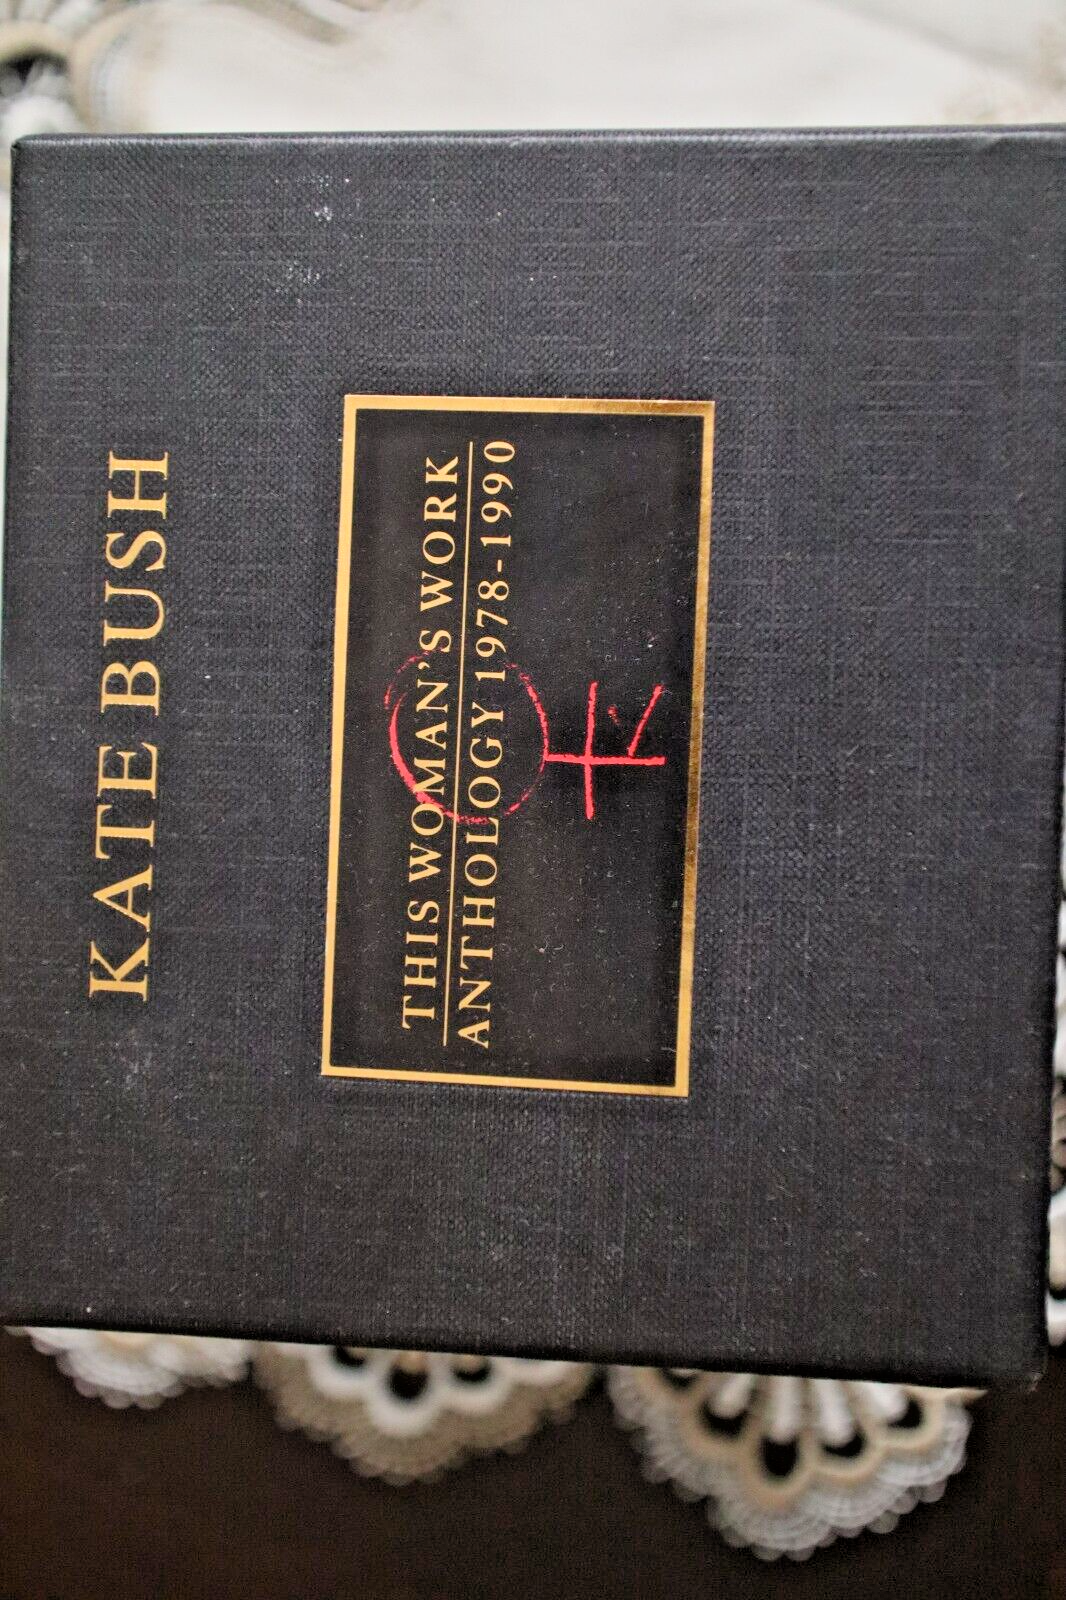 KATE BUSH
THIS WOMAN'S WORK
ANTHOLOGY 1978-1990